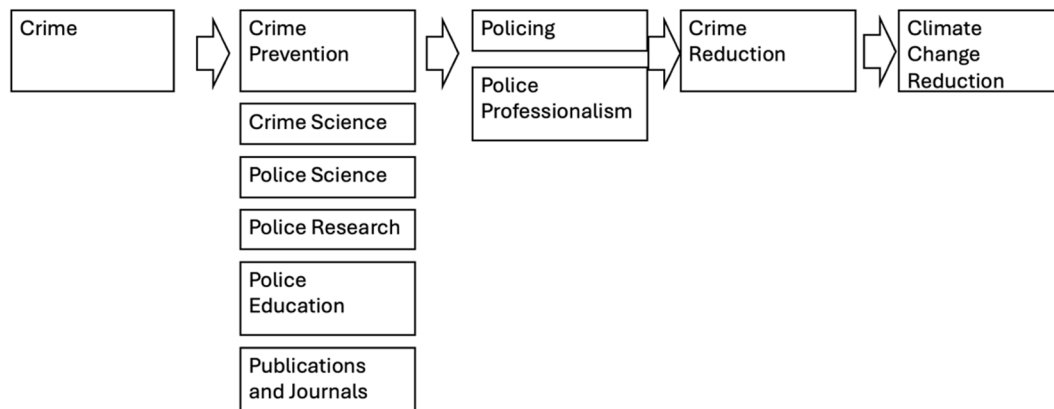 Crime
Crime
Prevention
Crime Science
Police Science
Police Research
Police
Education
Publications
and Journals
Policing
Police
Professionalism
Crime
Reduction
Climate
Change
Reduction